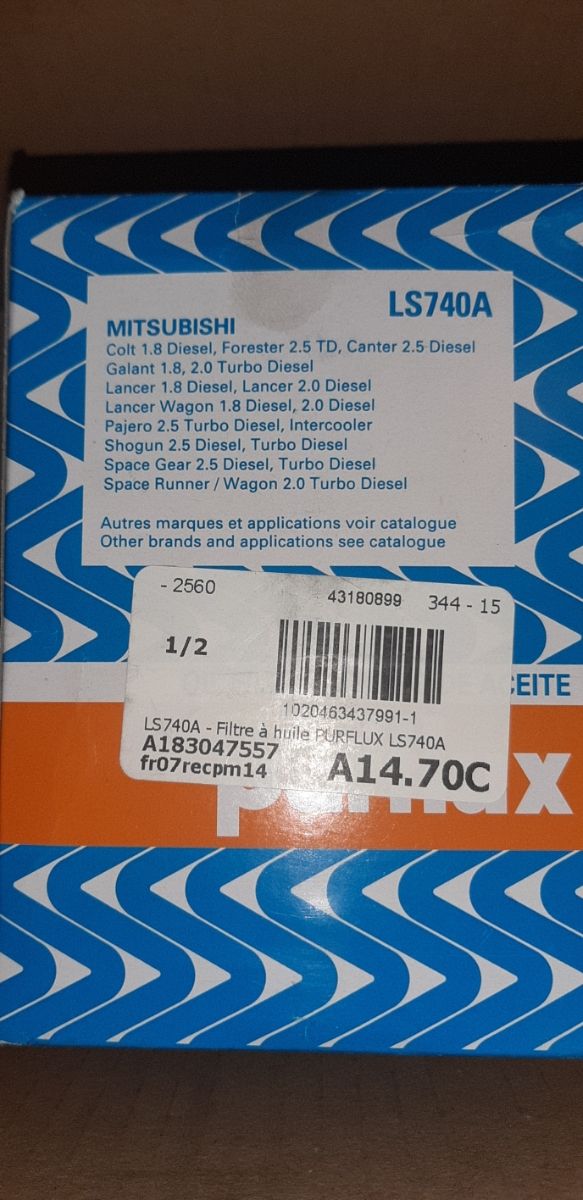 LS740A
MITSUBISHI
Colt 1.8 Diesel, Forester 2.5 TD, Canter 2.5 Diesel
Galant 1.8, 2.0 Turbo Diesel
Lancer 1.8 Diesel, Lancer 2.0 Diesel
Lancer Wagon 1.8 Diesel, 2.0 Diesel
Pajero 2.5 Turbo Diesel, Intercooler
Shogun 2.5 Diesel, Turbo Diesel
Space Gear 2.5 Diesel, Turbo Diesel
Space Runner / Wagon 2.0 Turbo Diesel
Autres marques et applications voir catalogue
Other brands and applications see catalogue
- 2560 43180899 344 - 15
1/2
CEITE
1020463437991-1
LS740A - Filtre à huile PURFLUX LS740A
A183047557
fr07recpm14 A14.70C